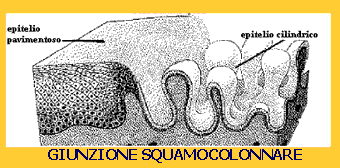 epitelio
pavimentoso
epitelio cilindrico
GIUNZIONE SQUAMOCOLONNARE